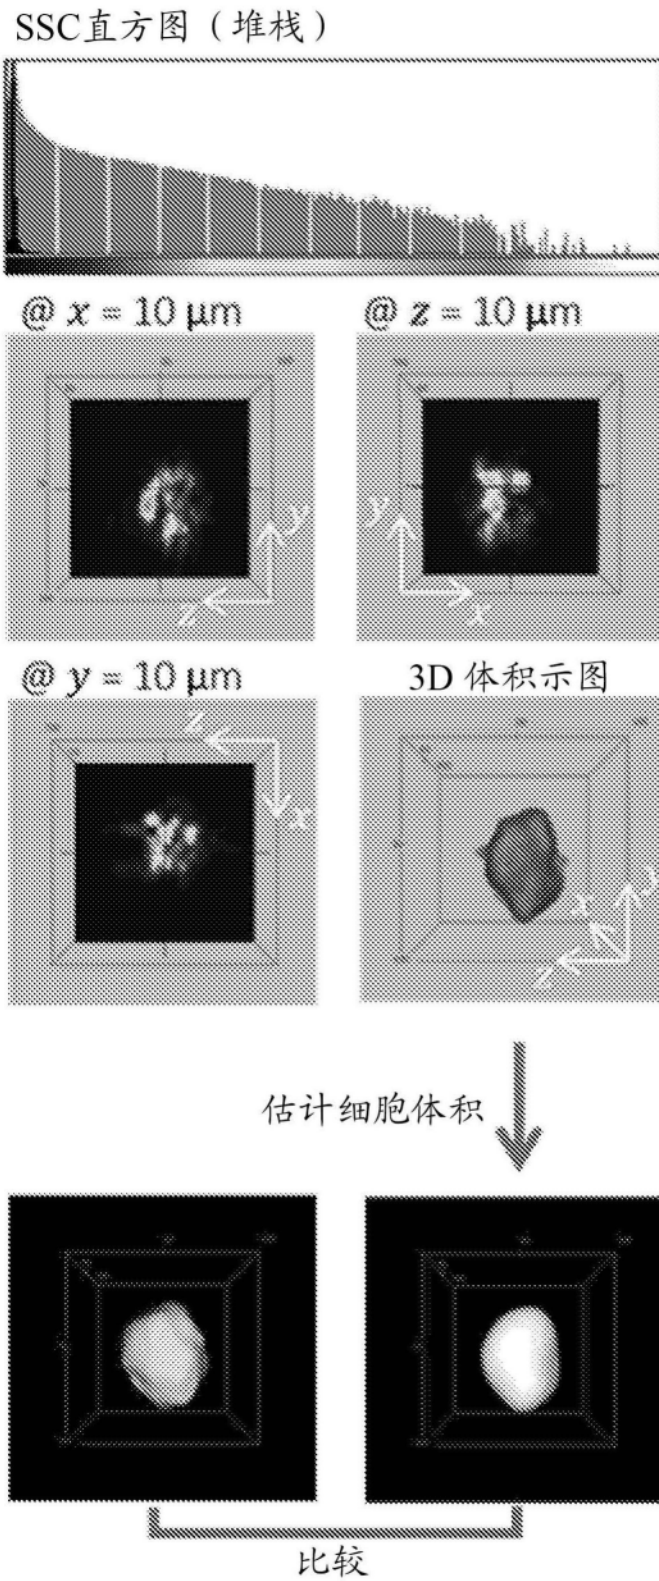 SSC直方图（堆栈）
@ x = 10 μm
@ z = 10 μm
y
z
y
x
@ y = 10 μm
3D 体积示图
z
x
y
x
z
估计细胞体积
比较